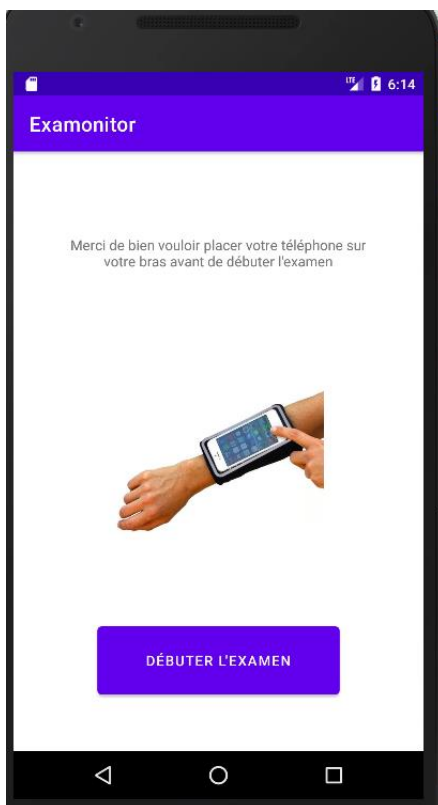 LTE 6:14
Examonitor
Merci de bien vouloir placer votre téléphone sur
votre bras avant de débuter l'examen
DÉBUTER L'EXAMEN